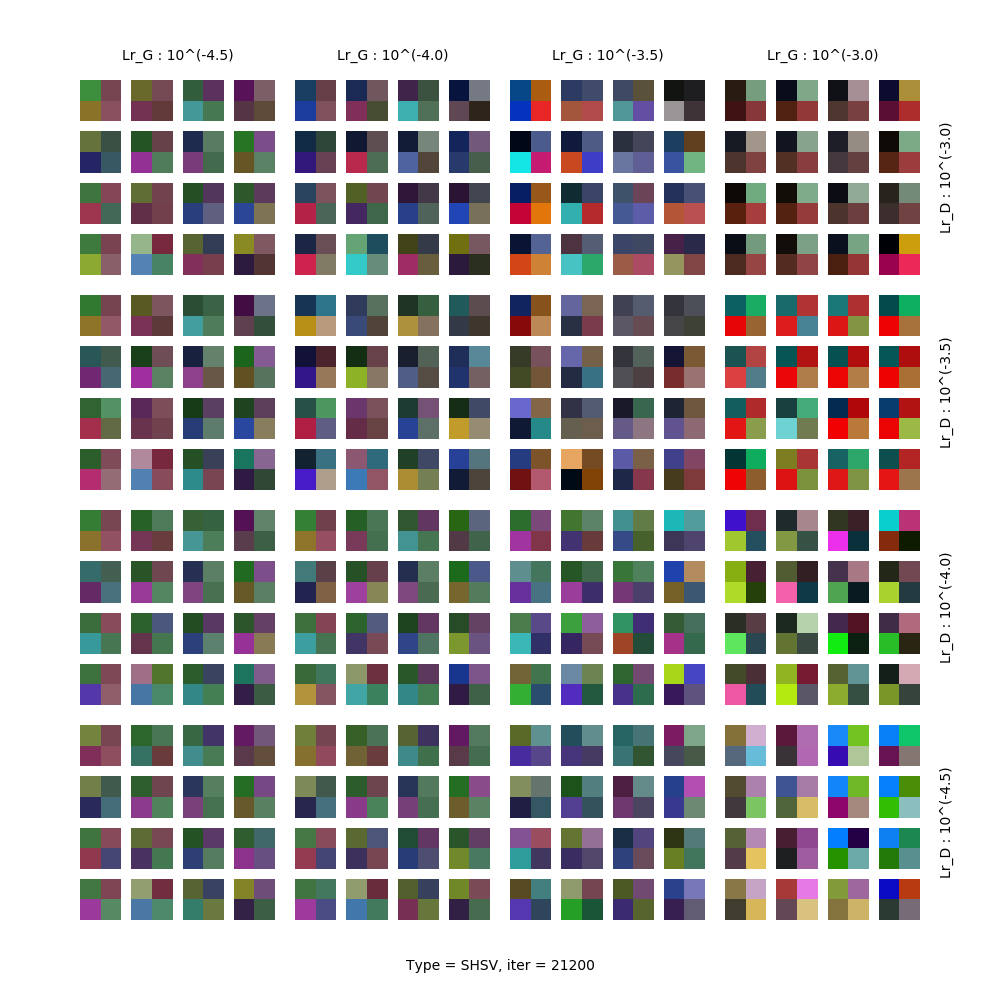 Lr_G : 10^(-4.5)
Lr_G : 10^(-4.0)
Lr_G : 10^(-3.5)
Lr_G : 10^(-3.0)
Lr_D : 10^(-3.0)
Lr_D : 10^(-3.5)
Lr_D : 10^(-4.0)
Lr_D : 10^(-4.5)
Type = SHSV, iter = 21200